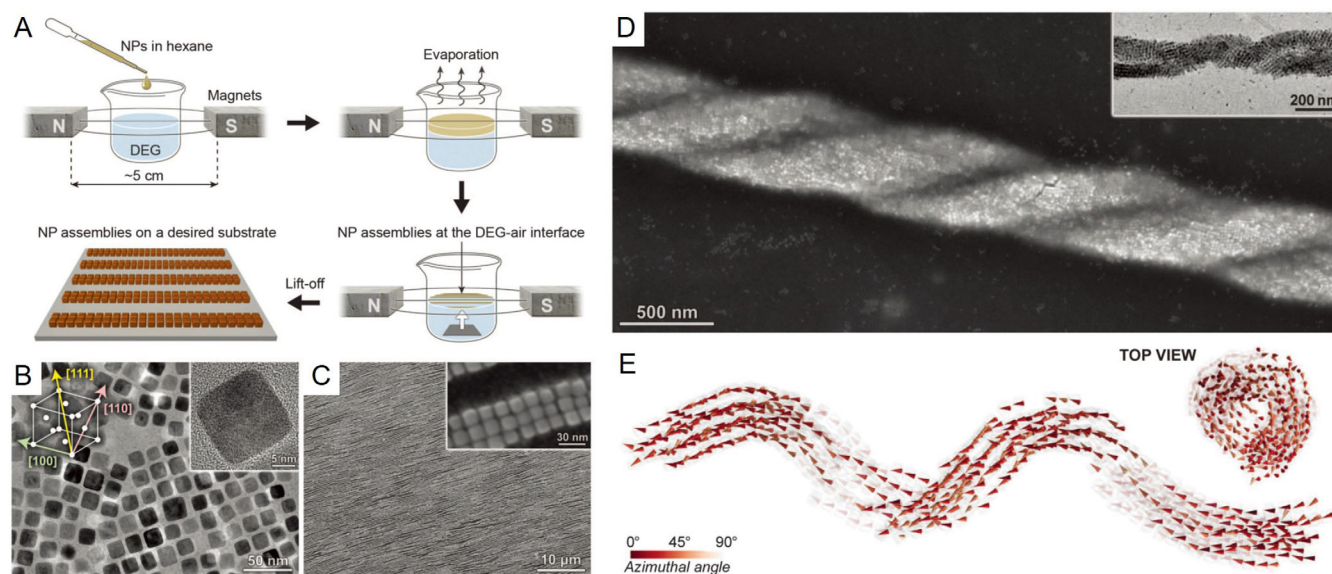 A
NPs in hexane
Evaporation
Magnets
N
S
N
S
DEG
~5 cm
NP assemblies on a desired substrate
NP assemblies at the DEG-air interface
Lift-off
N
S
B
[111]
[110]
[100]
5 nm
50 nm
C
30 nm
10 μm
D
200 nm
500 nm
E
TOP VIEW
0° 45° 90°
Azimuthal angle